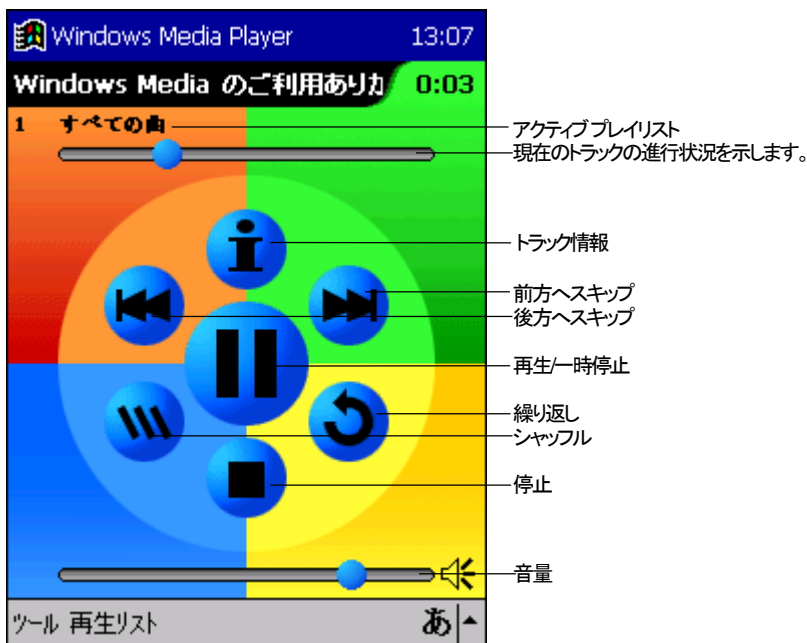 Windows Media Player 13:07
Windows Media のご利用あり 0:03
1 すべての曲
アクティブ プレイリスト
現在のトラックの進行状況を示します。
トラック情報
前方へスキップ
後方へスキップ
再生/一時停止
繰り返し
シャッフル
停止
音量
ツール 再生リスト あ